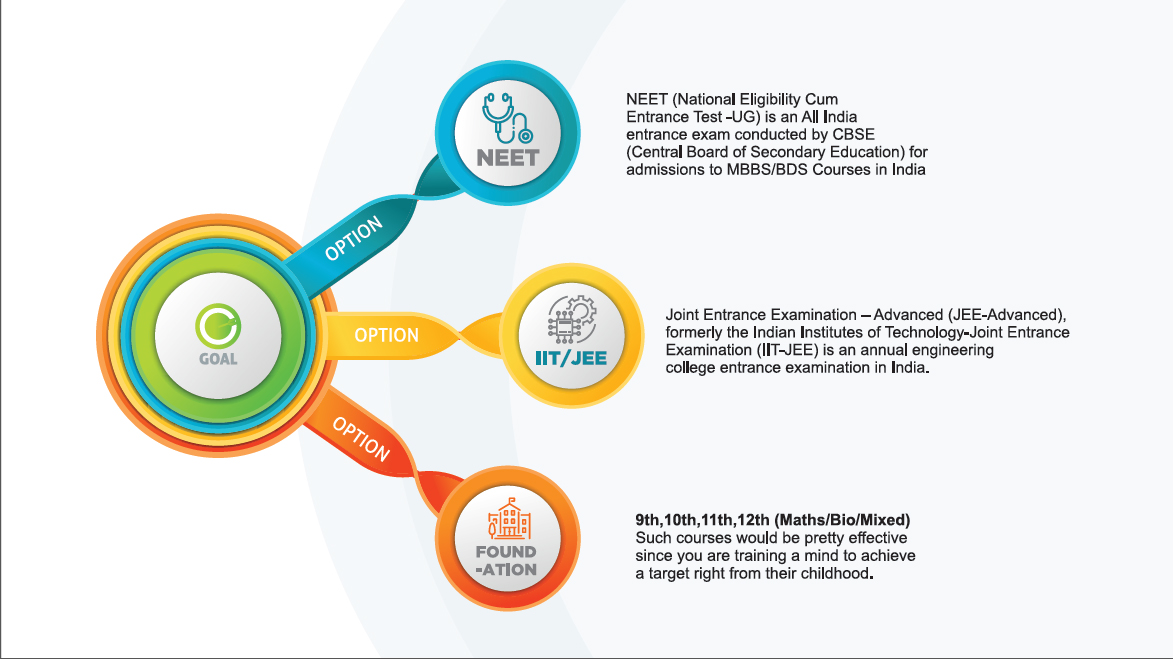 NEET
NEET (National Eligibility Cum
Entrance Test -UG) is an All India
entrance exam conducted by CBSE
(Central Board of Secondary Education) for
admissions to MBBS/BDS Courses in India
OPTION
GOAL
OPTION
IIT/JEE
Joint Entrance Examination – Advanced (JEE-Advanced),
formerly the Indian Institutes of Technology-Joint Entrance
Examination (IIT-JEE) is an annual engineering
college entrance examination in India.
OPTION
FOUND
-ATION
9th,10th,11th,12th (Maths/Bio/Mixed)
Such courses would be pretty effective
since you are training a mind to achieve
a target right from their childhood.